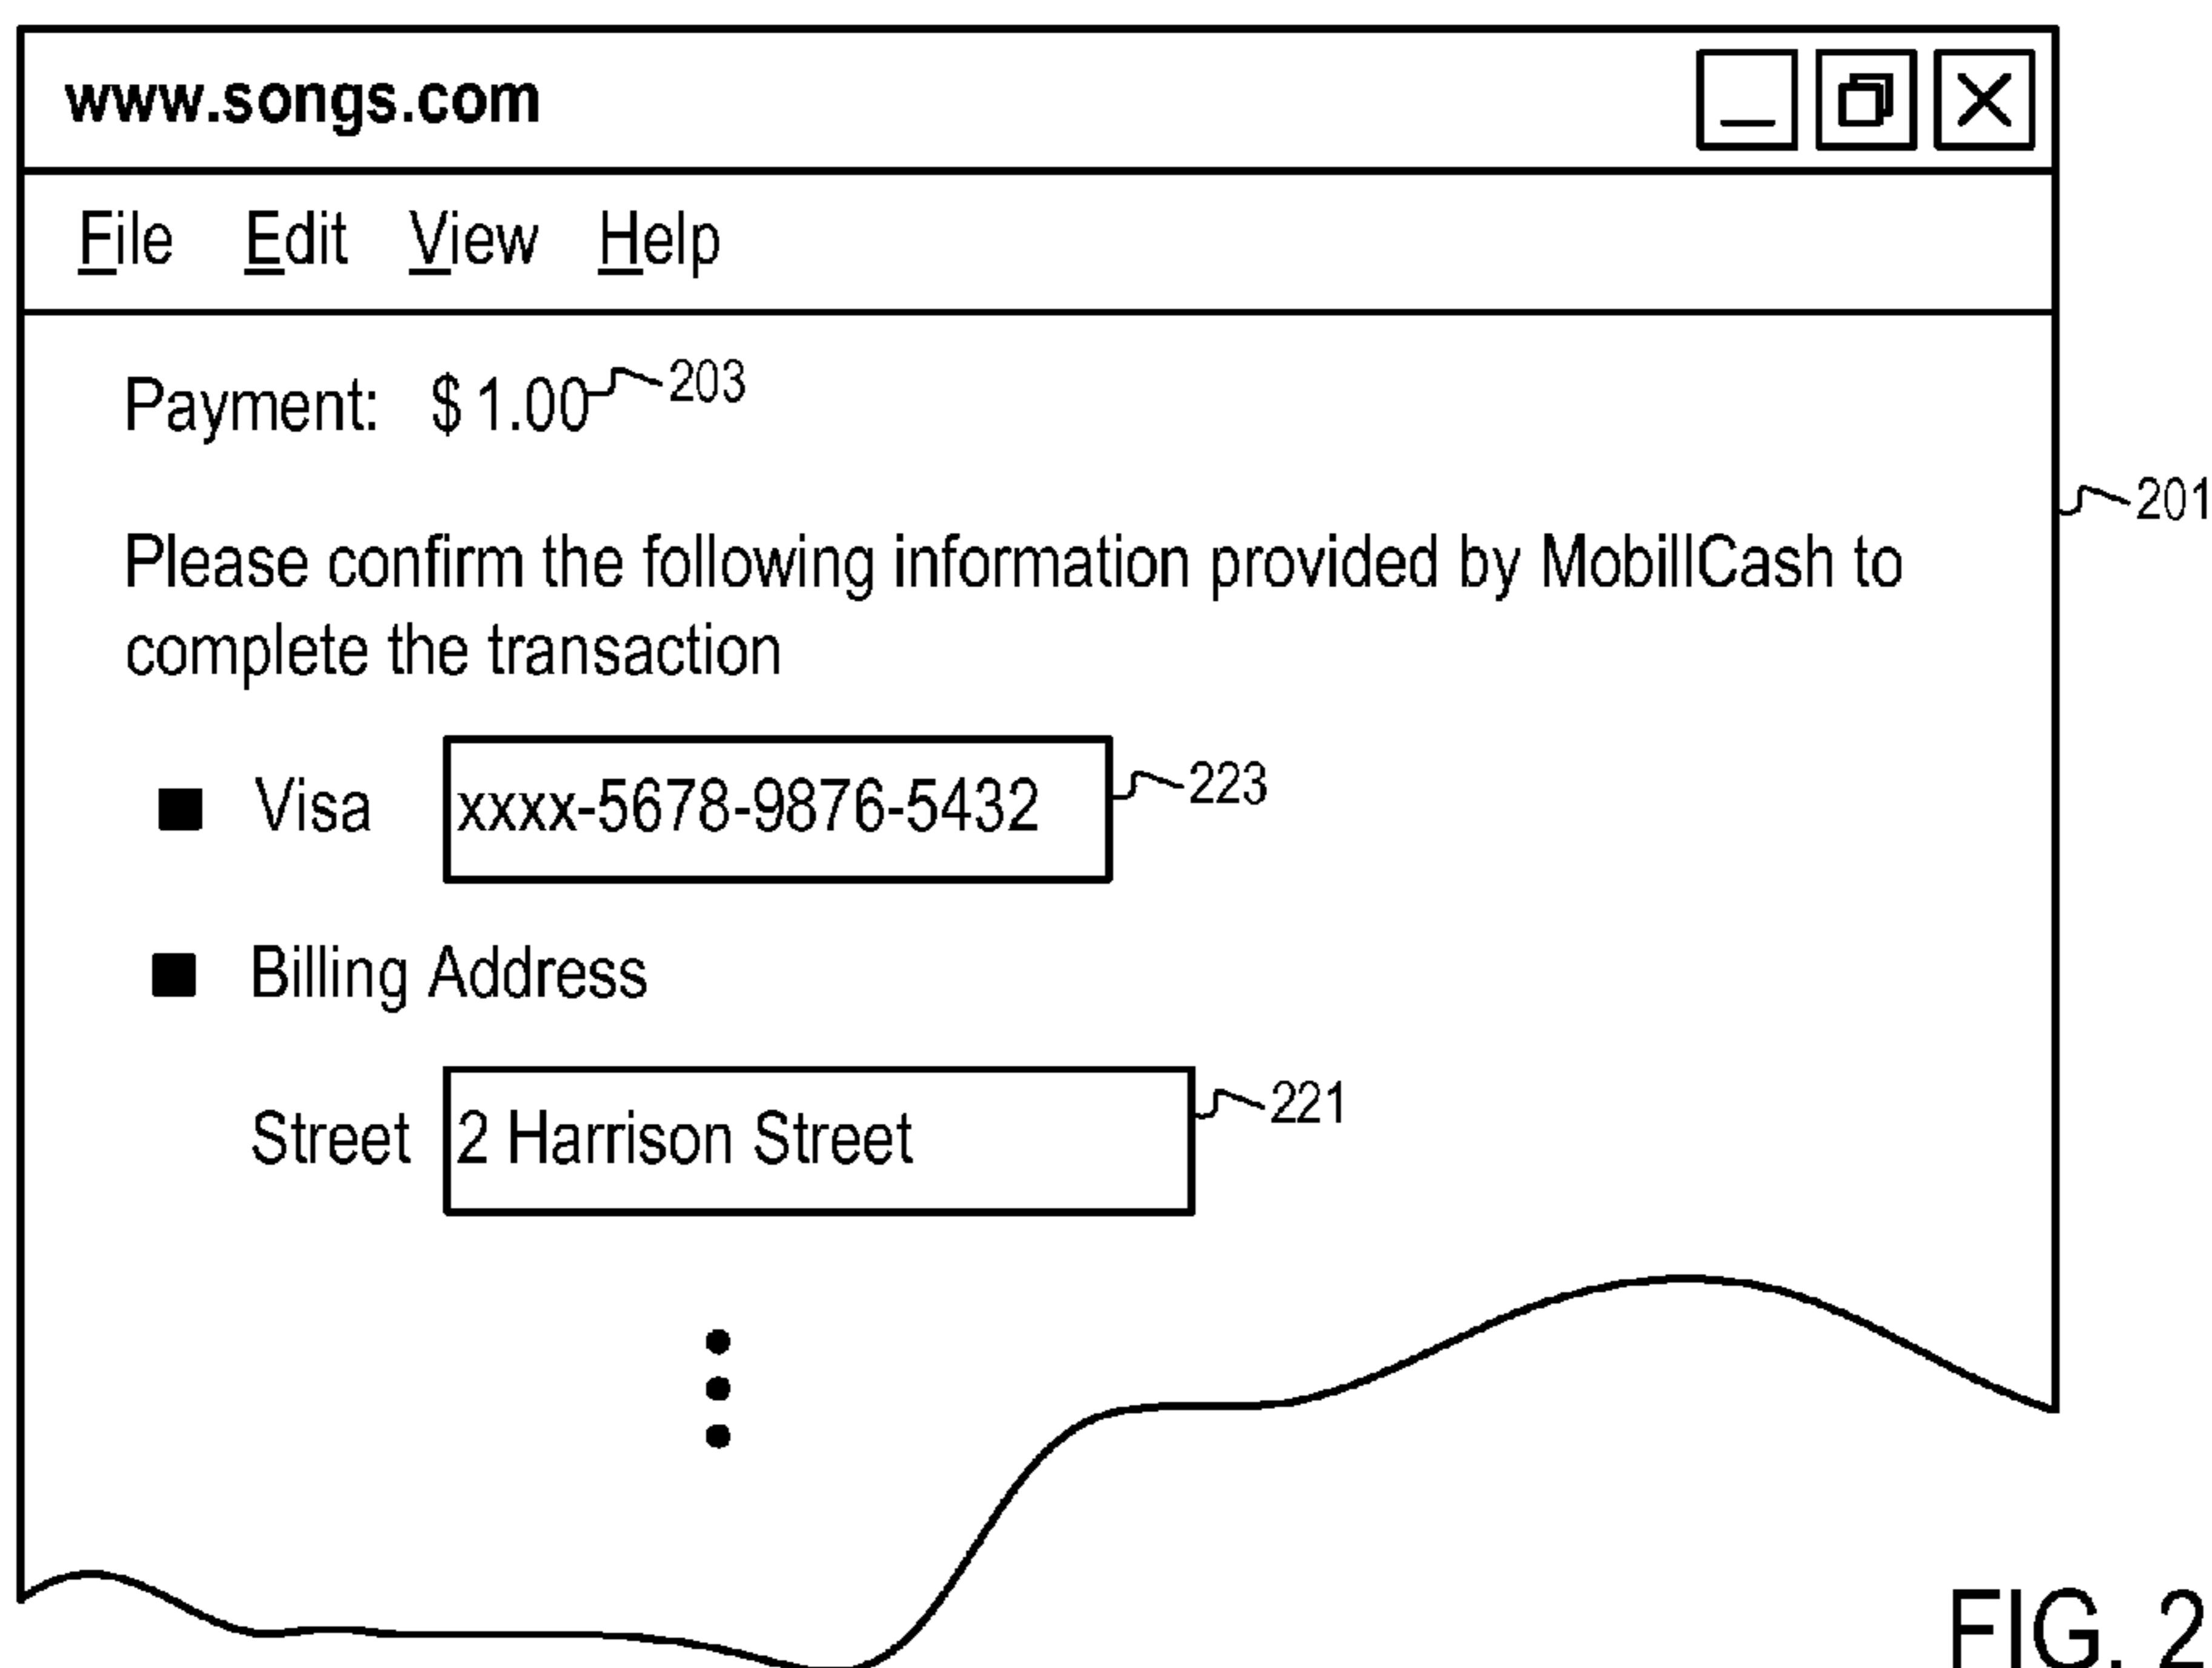 www.songs.com
File Edit View Help
Payment: $ 1.00 203
201
Please confirm the following information provided by MobillCash to
complete the transaction
Visa xxxx-5678-9876-5432 223
Billing Address
Street 2 Harrison Street 221
FIG. 2